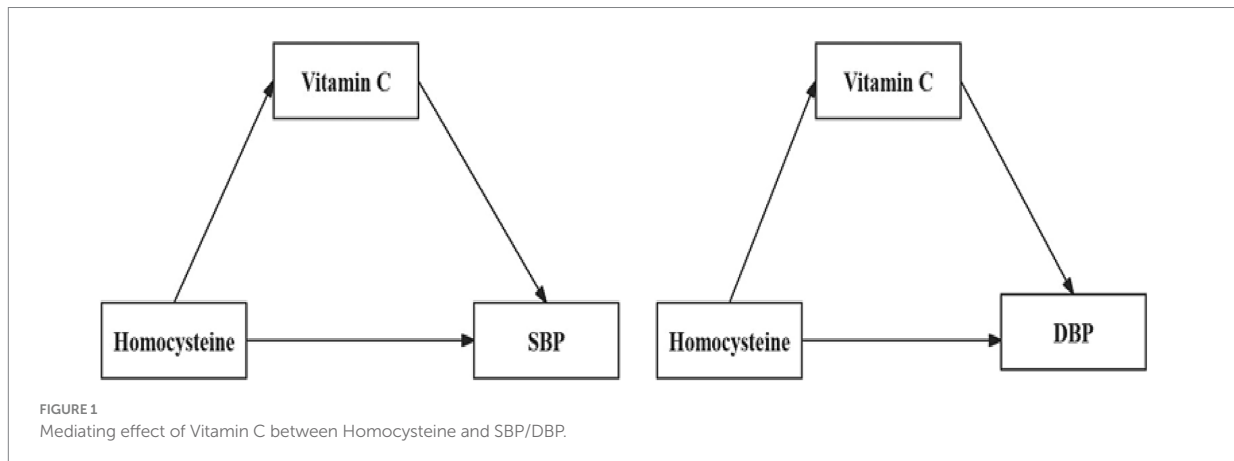 Vitamin C
Vitamin C
Homocysteine
SBP
Homocysteine
DBP
FIGURE 1
Mediating effect of Vitamin C between Homocysteine and SBP/DBP.